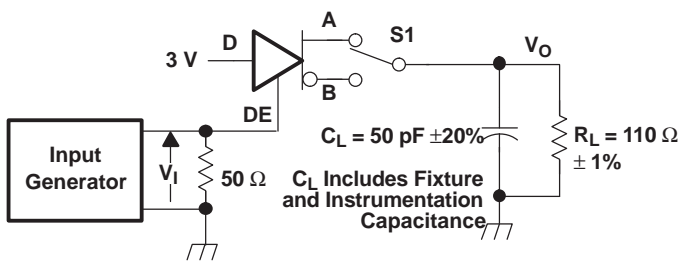 A
S1
D
3 V
VO
B
DE
CL = 50 pF ±20%
RL = 110 Ω
± 1%
Input
Generator
VI
50 Ω
CL Includes Fixture
and Instrumentation
Capacitance